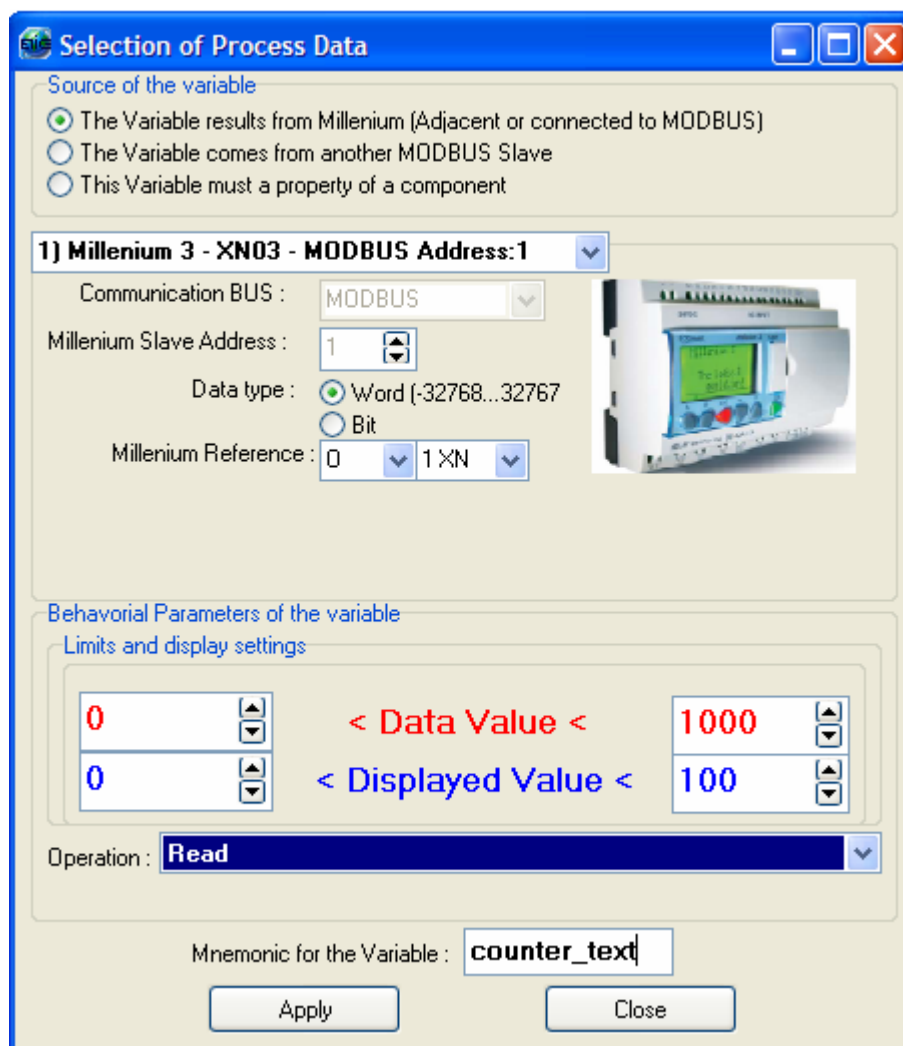 Selection of Process Data
Source of the variable
The Variable results from Millenium (Adjacent or connected to MODBUS)
The Variable comes from another MODBUS Slave
This Variable must a property of a component
1) Millenium 3 - XN03 - MODBUS Address:1
Communication BUS : MODBUS
Millenium Slave Address : 1
Data type : Word (-32768...32767
Bit
Millenium Reference : 0 1 XN
Behavorial Parameters of the variable
Limits and display settings
0 < Data Value < 1000
0 < Displayed Value < 100
Operation : Read
Mnemonic for the Variable : counter_text
Apply Close